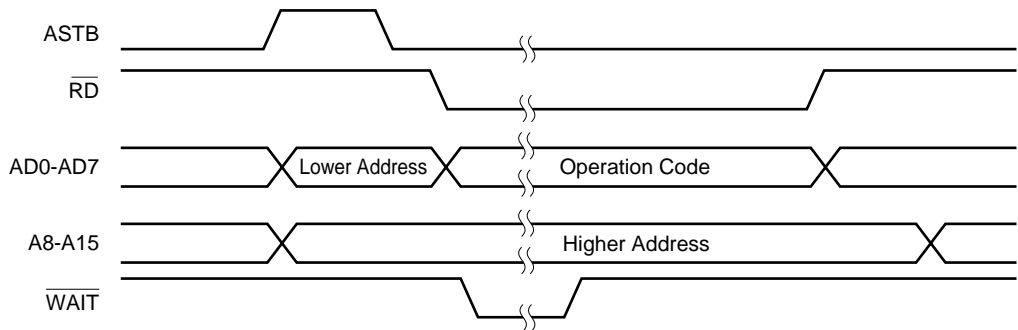 ASTB
RD
AD0-AD7 Lower Address Operation Code
A8-A15 Higher Address
WAIT